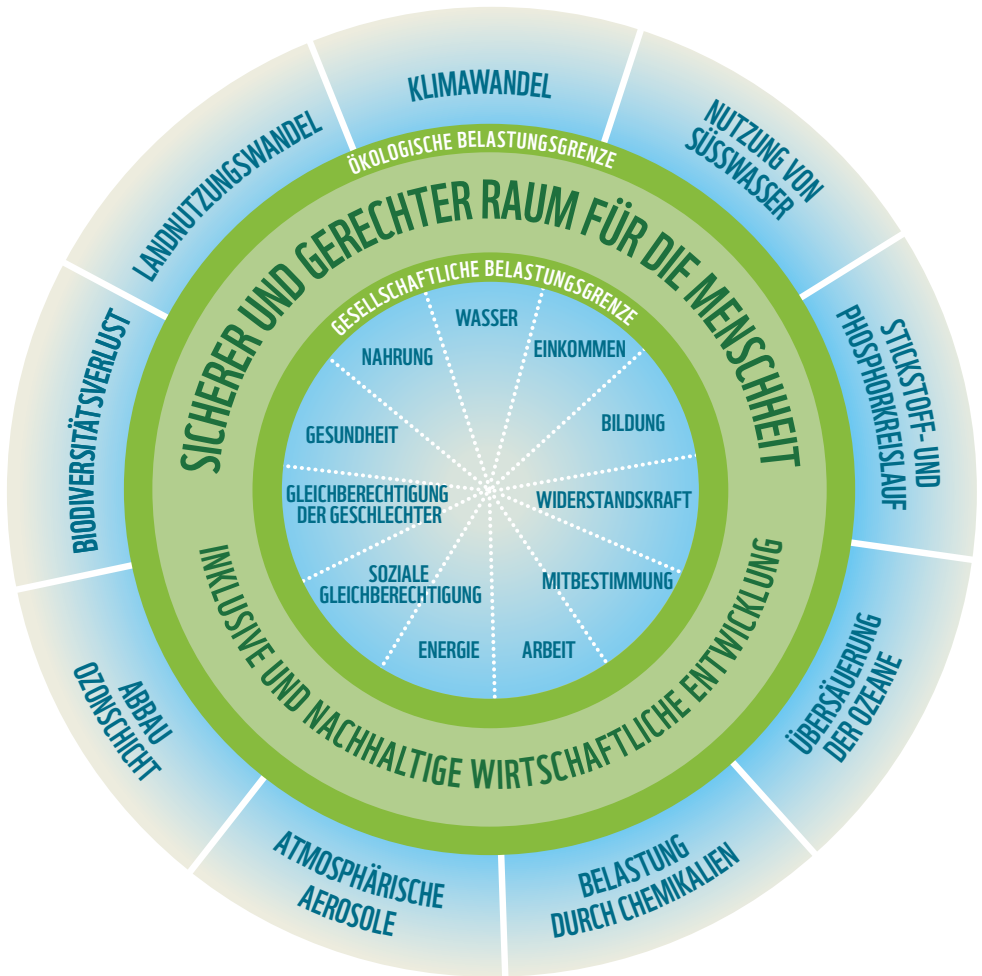 KLIMAWANDEL
NUTZUNG VON
SÜSSWASSER
STICKSTOFF- UND
PHOSPHORKREISLAUF
ÜBERSÄUERUNG
DER OZEANE
BELASTUNG
DURCH CHEMIKALIEN
ATMOSPHÄRISCHE
AEROSOLE
ABBAU
OZONSCHICHT
BIODIVERSITÄTSVERLUST
LANDNUTZUNGSWANDEL
ÖKOLOGISCHE BELASTUNGSGRENZE
SICHERER UND GERECHTER RAUM FÜR DIE MENSCHHEIT
GESELLSCHAFTLICHE BELASTUNGSGRENZE
WASSER
EINKOMMEN
BILDUNG
WIDERSTANDSKRAFT
MITBESTIMMUNG
ARBEIT
ENERGIE
SOZIALE
GLEICHBERECHTIGUNG
GLEICHBERECHTIGUNG
DER GESCHLECHTER
GESUNDHEIT
NAHRUNG
INKLUSIVE UND NACHHALTIGE WIRTSCHAFTLICHE ENTWICKLUNG